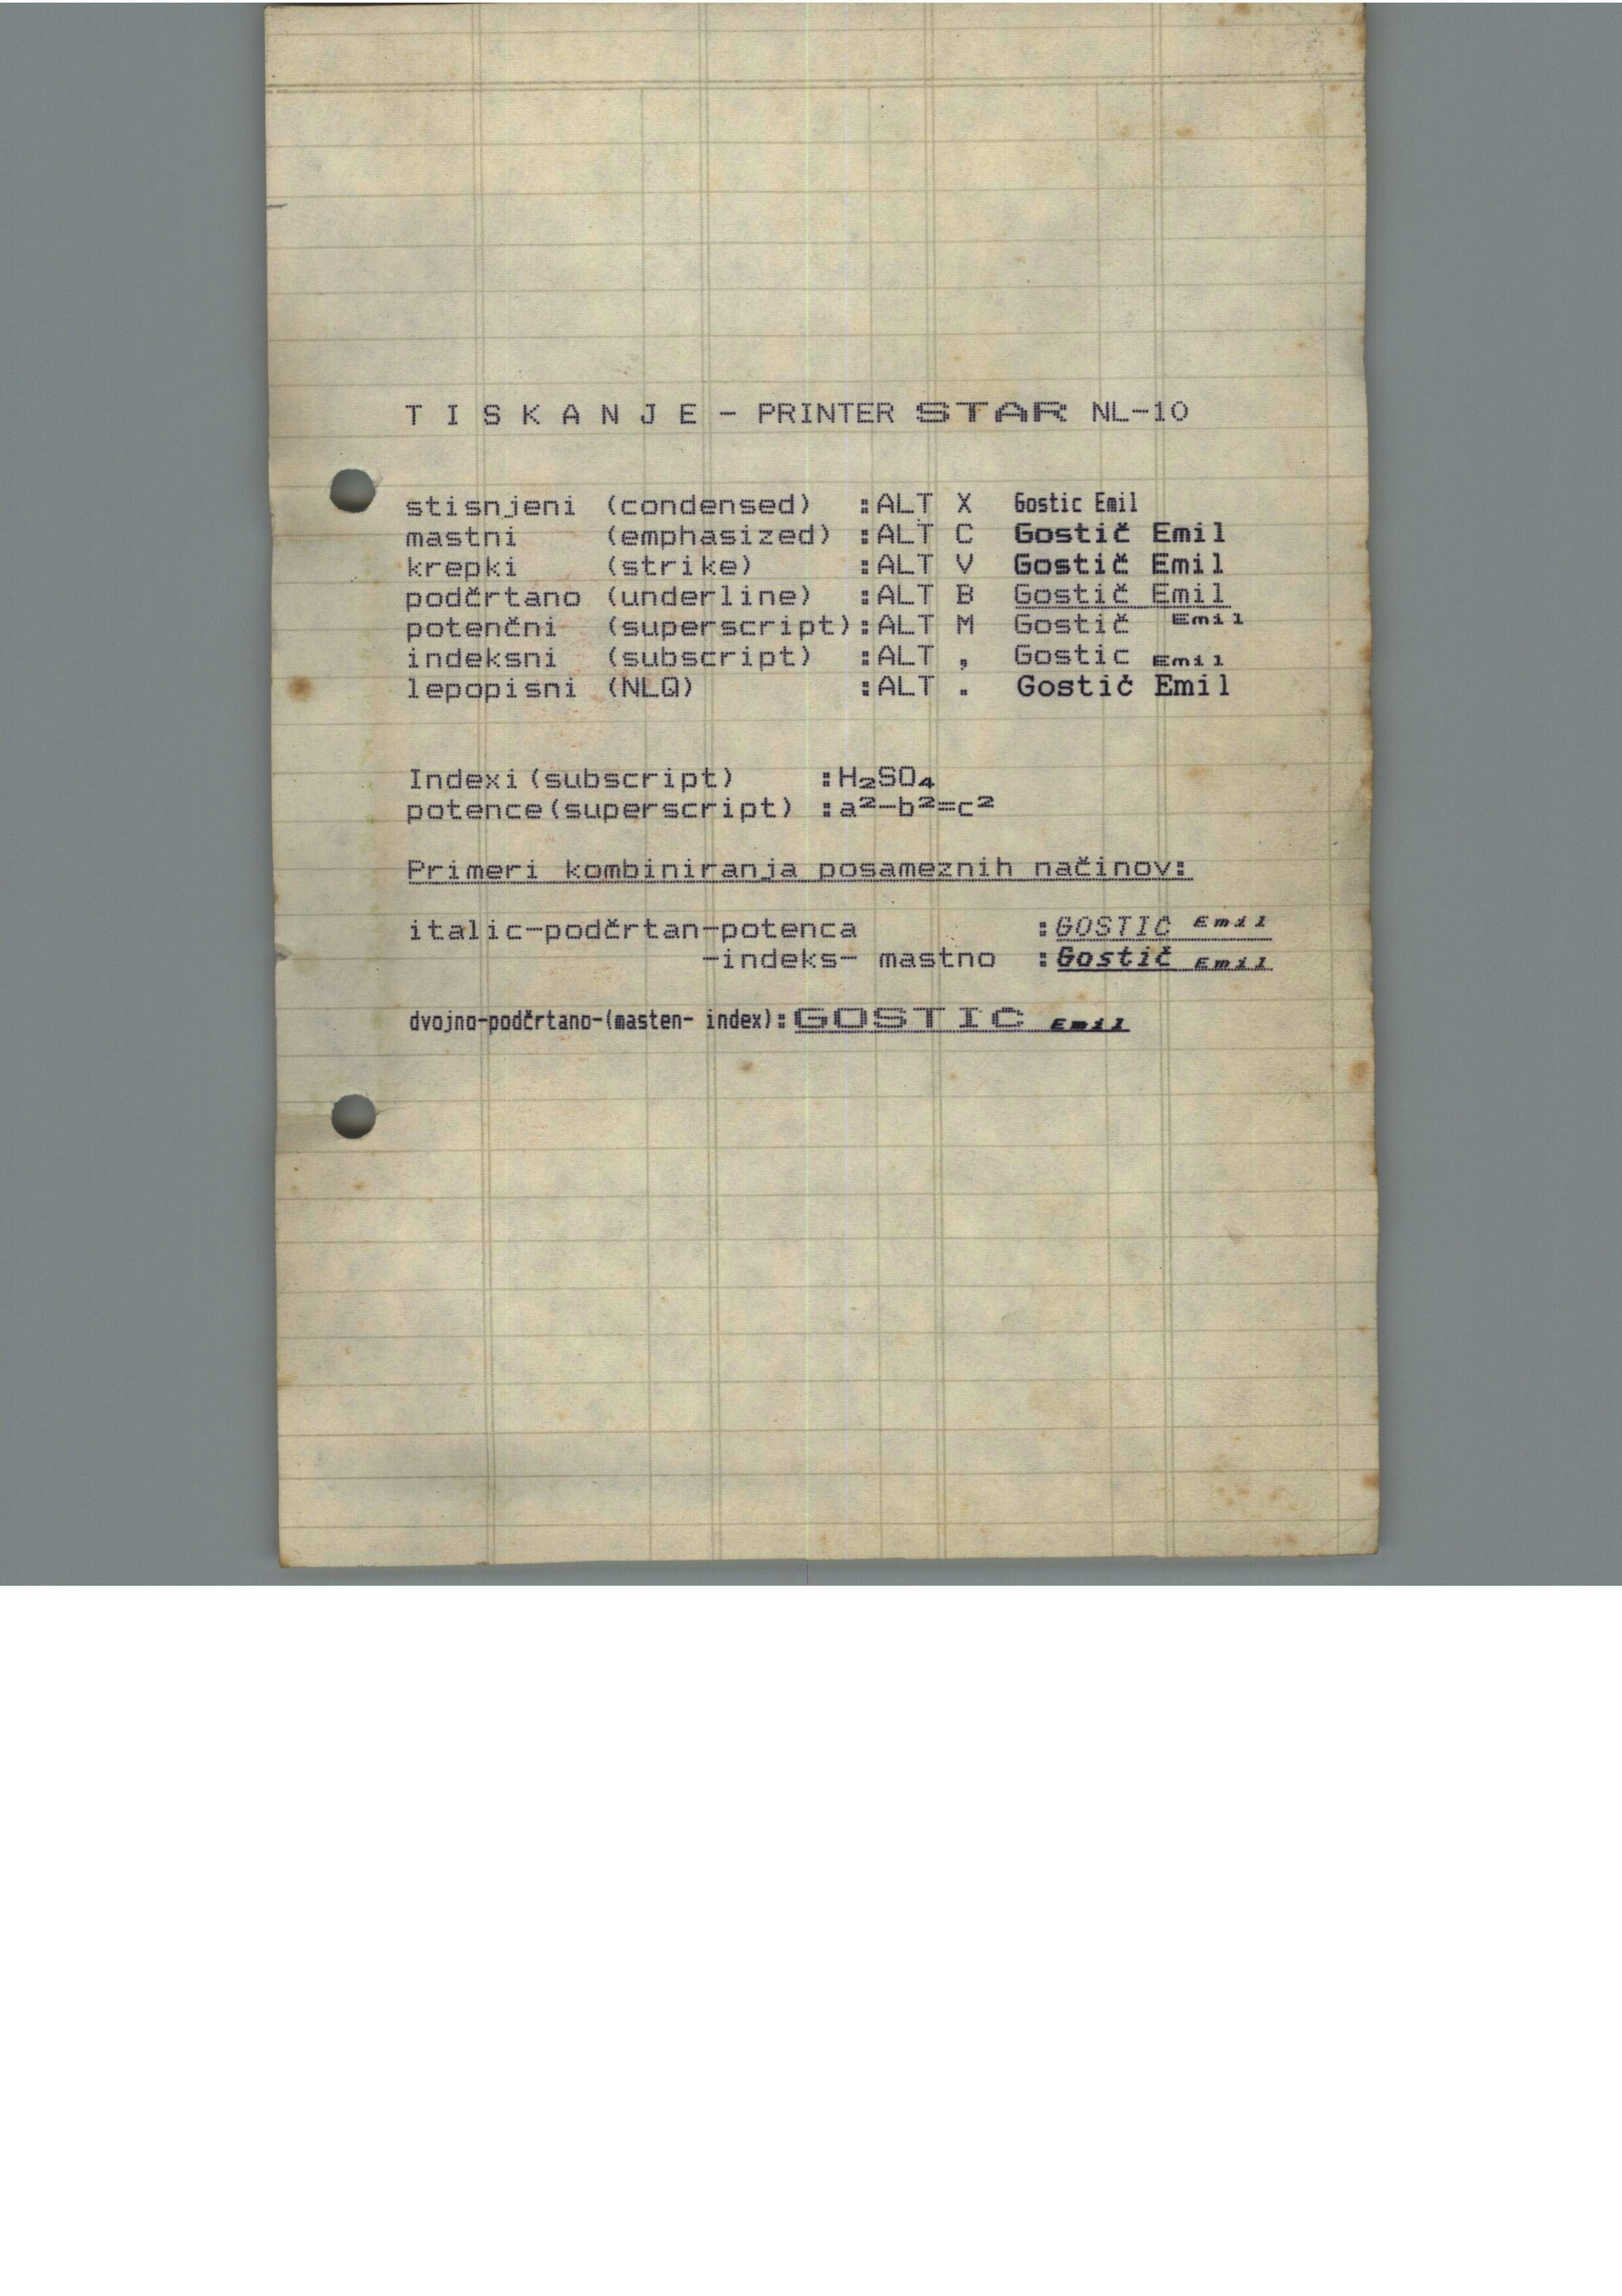 T I S K A N J E - PRINTER STAR NL-10
stisnjeni (condensed) :ALT X Gostic Emil
mastni (emphasized) :ALT C Gostič Emil
krepki (strike) :ALT V Gostič Emil
podčrtano (underline) :ALT B Gostič Emil
potenčni (superscript):ALT M Gostič Emil
indeksni (subscript) :ALT , Gostic Emil
lepopisni (NLQ) :ALT . Gostič Emil
Indexi(subscript) :H₂SO₄
potence(superscript) :a²-b²=c²
Primeri kombiniranja posameznih načinov:
italic-podčrtan-potenca :GOSTIČ Emil
-indeks- mastno :Gostič Emil
dvojno-podčrtano-(masten- index):GOSTIC Emil